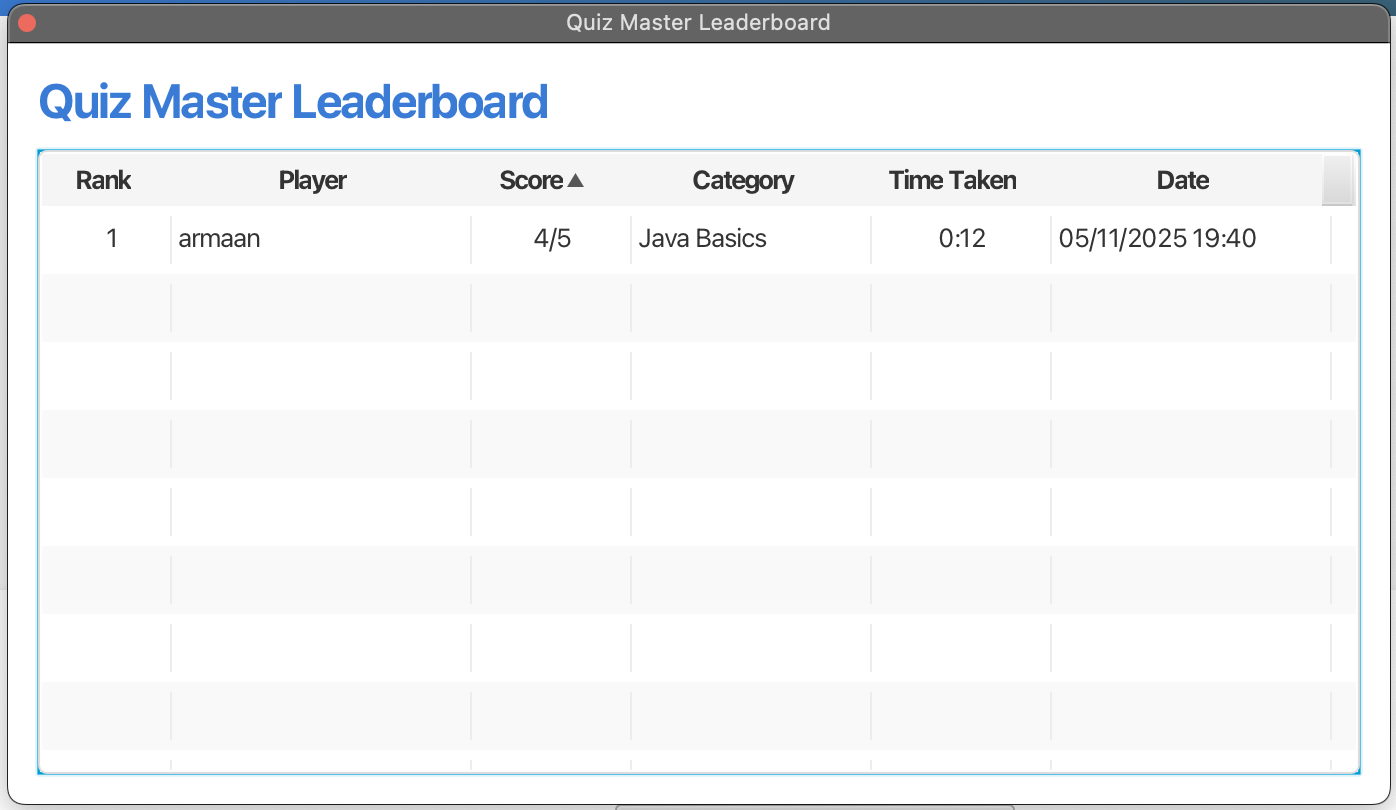 Quiz Master Leaderboard
Quiz Master Leaderboard
Rank Player Score▲ Category Time Taken Date
1 armaan 4/5 Java Basics 0:12 05/11/2025 19:40